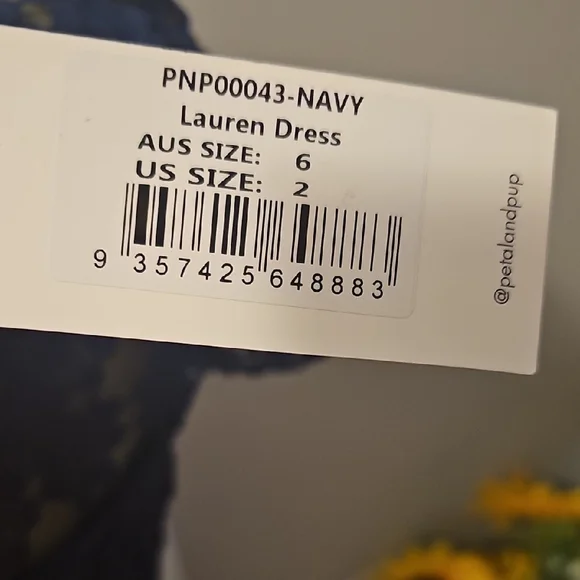 PNP00043-NAVY
Lauren Dress
AUS SIZE: 6
US SIZE: 2
9 357425 648883
@petalandpup